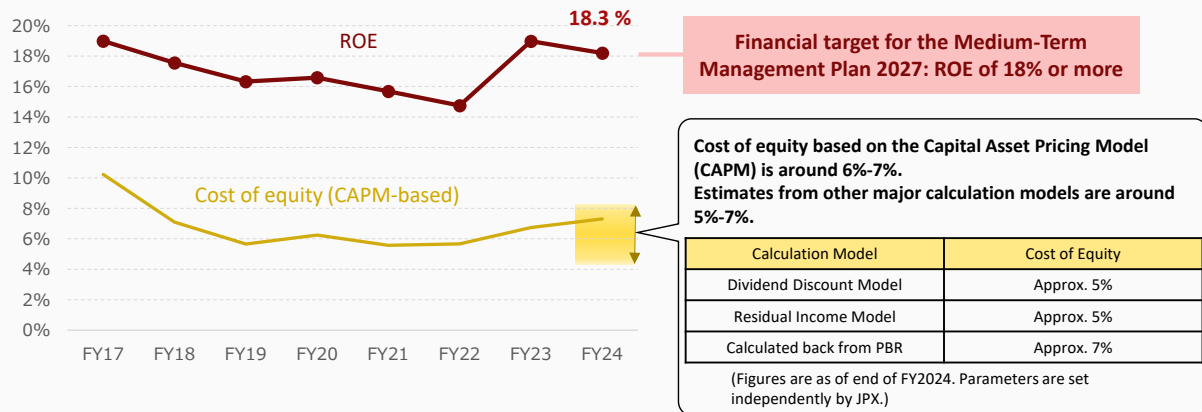 20%
18%
16%
14%
12%
10%
8%
6%
4%
2%
0%
18.3 %
ROE
Cost of equity (CAPM-based)
FY17 FY18 FY19 FY20 FY21 FY22 FY23 FY24
Financial target for the Medium-Term
Management Plan 2027: ROE of 18% or more
Cost of equity based on the Capital Asset Pricing Model
(CAPM) is around 6%-7%.
Estimates from other major calculation models are around
5%-7%.
Calculation Model Cost of Equity
Dividend Discount Model Approx. 5%
Residual Income Model Approx. 5%
Calculated back from PBR Approx. 7%
(Figures are as of end of FY2024. Parameters are set
independently by JPX.)